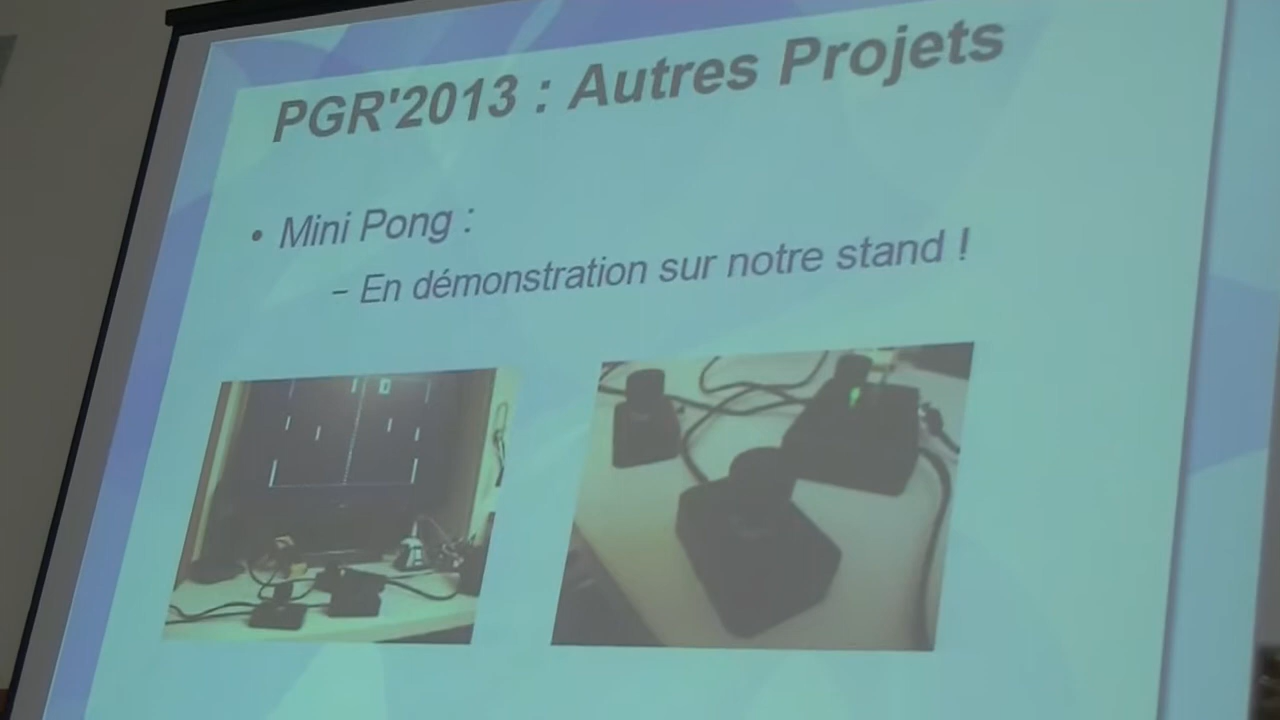 PGR'2013 : Autres Projets
• Mini Pong :
– En démonstration sur notre stand !